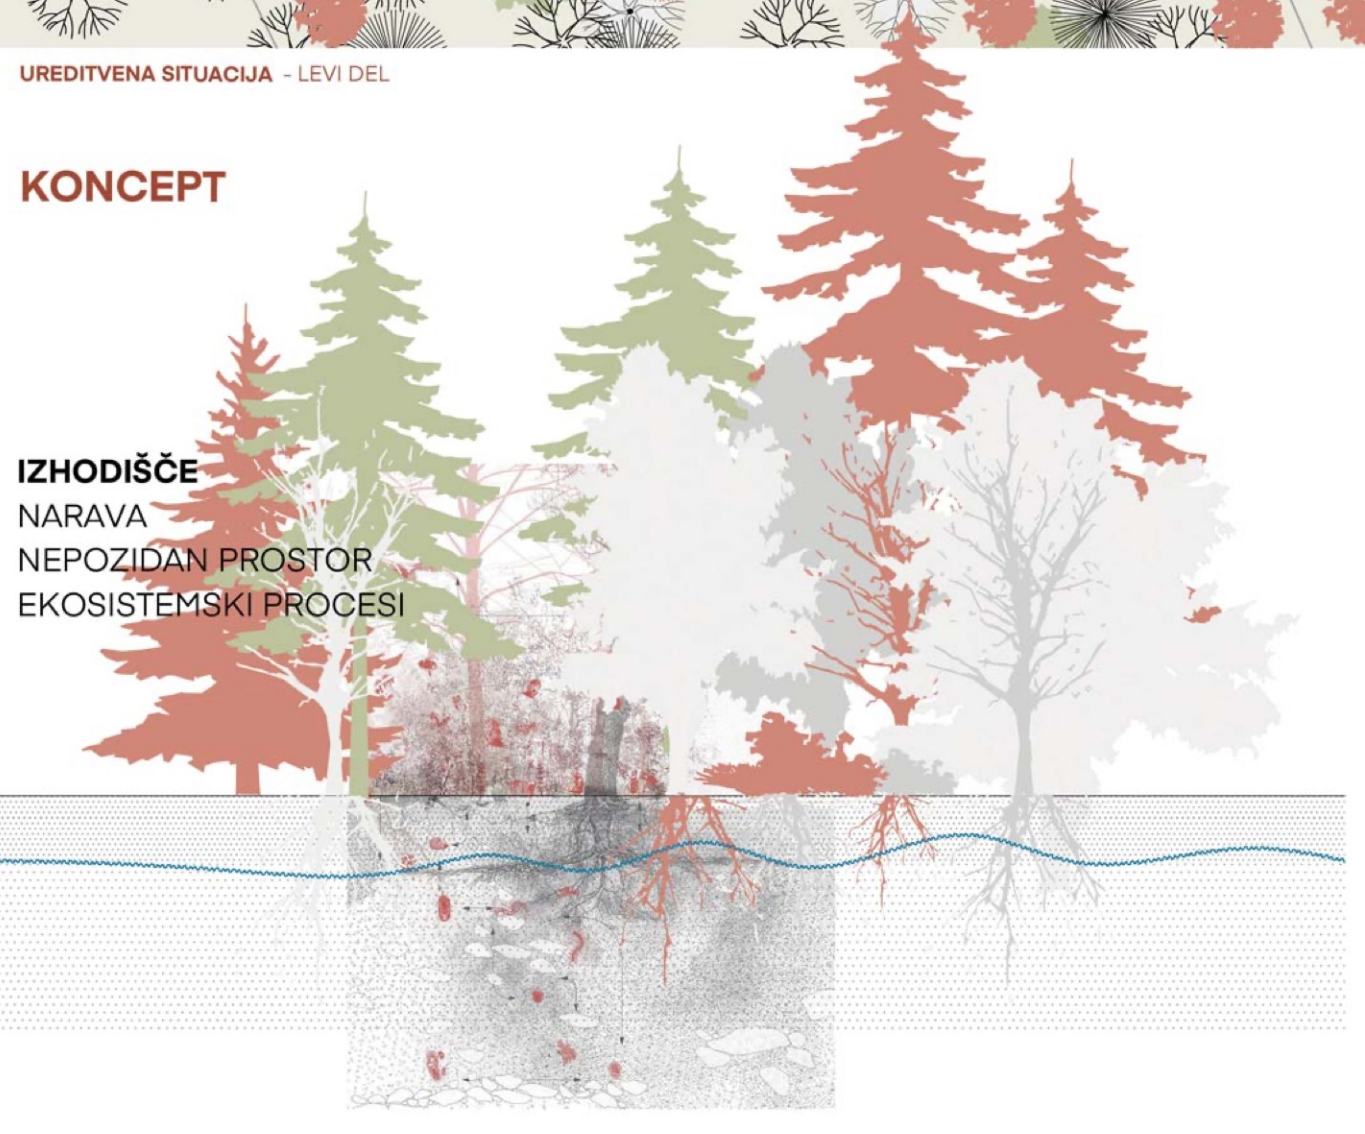 UREDITVENA SITUACIJA - LEVI DEL
KONCEPT
IZHODIŠČE
NARAVA
NEPOZIDAN PROSTOR
EKOSISTEMSKI PROCESI